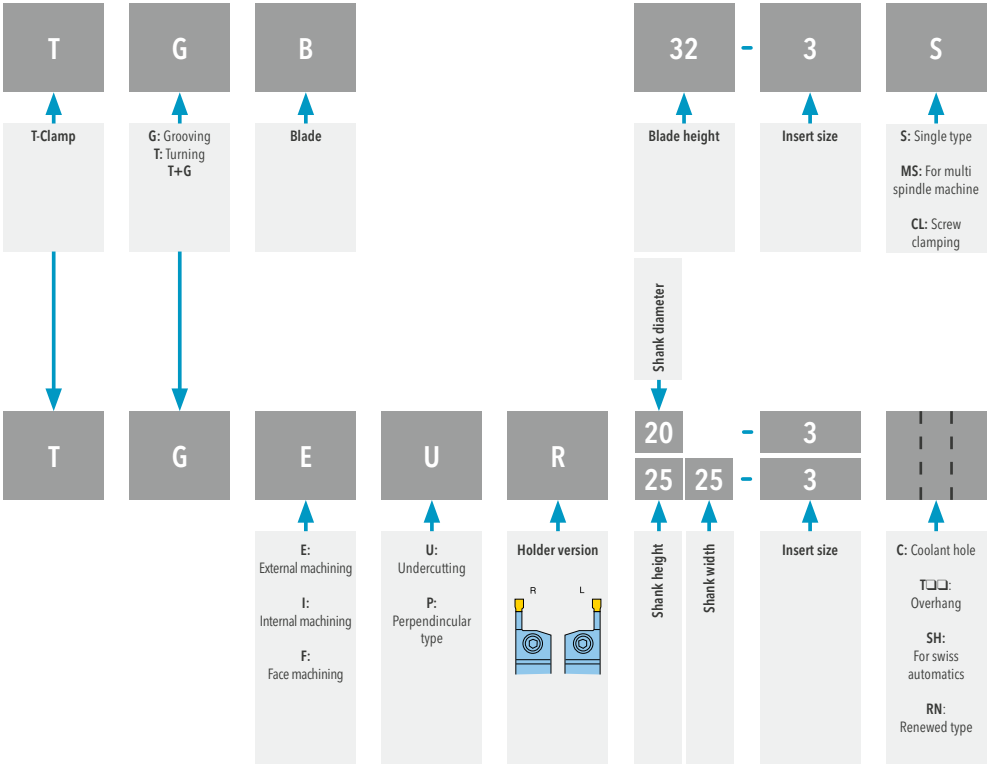 T G B 32 - 3 S
T-Clamp
G: Grooving
T: Turning
T+G
Blade
Blade height
Insert size
S: Single type
MS: For multi
spindle machine
CL: Screw
clamping
Shank diameter
T G E U R 20 - 3
25 25 - 3
E:
External machining
I:
Internal machining
F:
Face machining
U:
Undercutting
P:
Perpendincular
type
Holder version
R L
Shank height
Shank width
Insert size
C: Coolant hole
T❑❑:
Overhang
SH:
For swiss
automatics
RN:
Renewed type